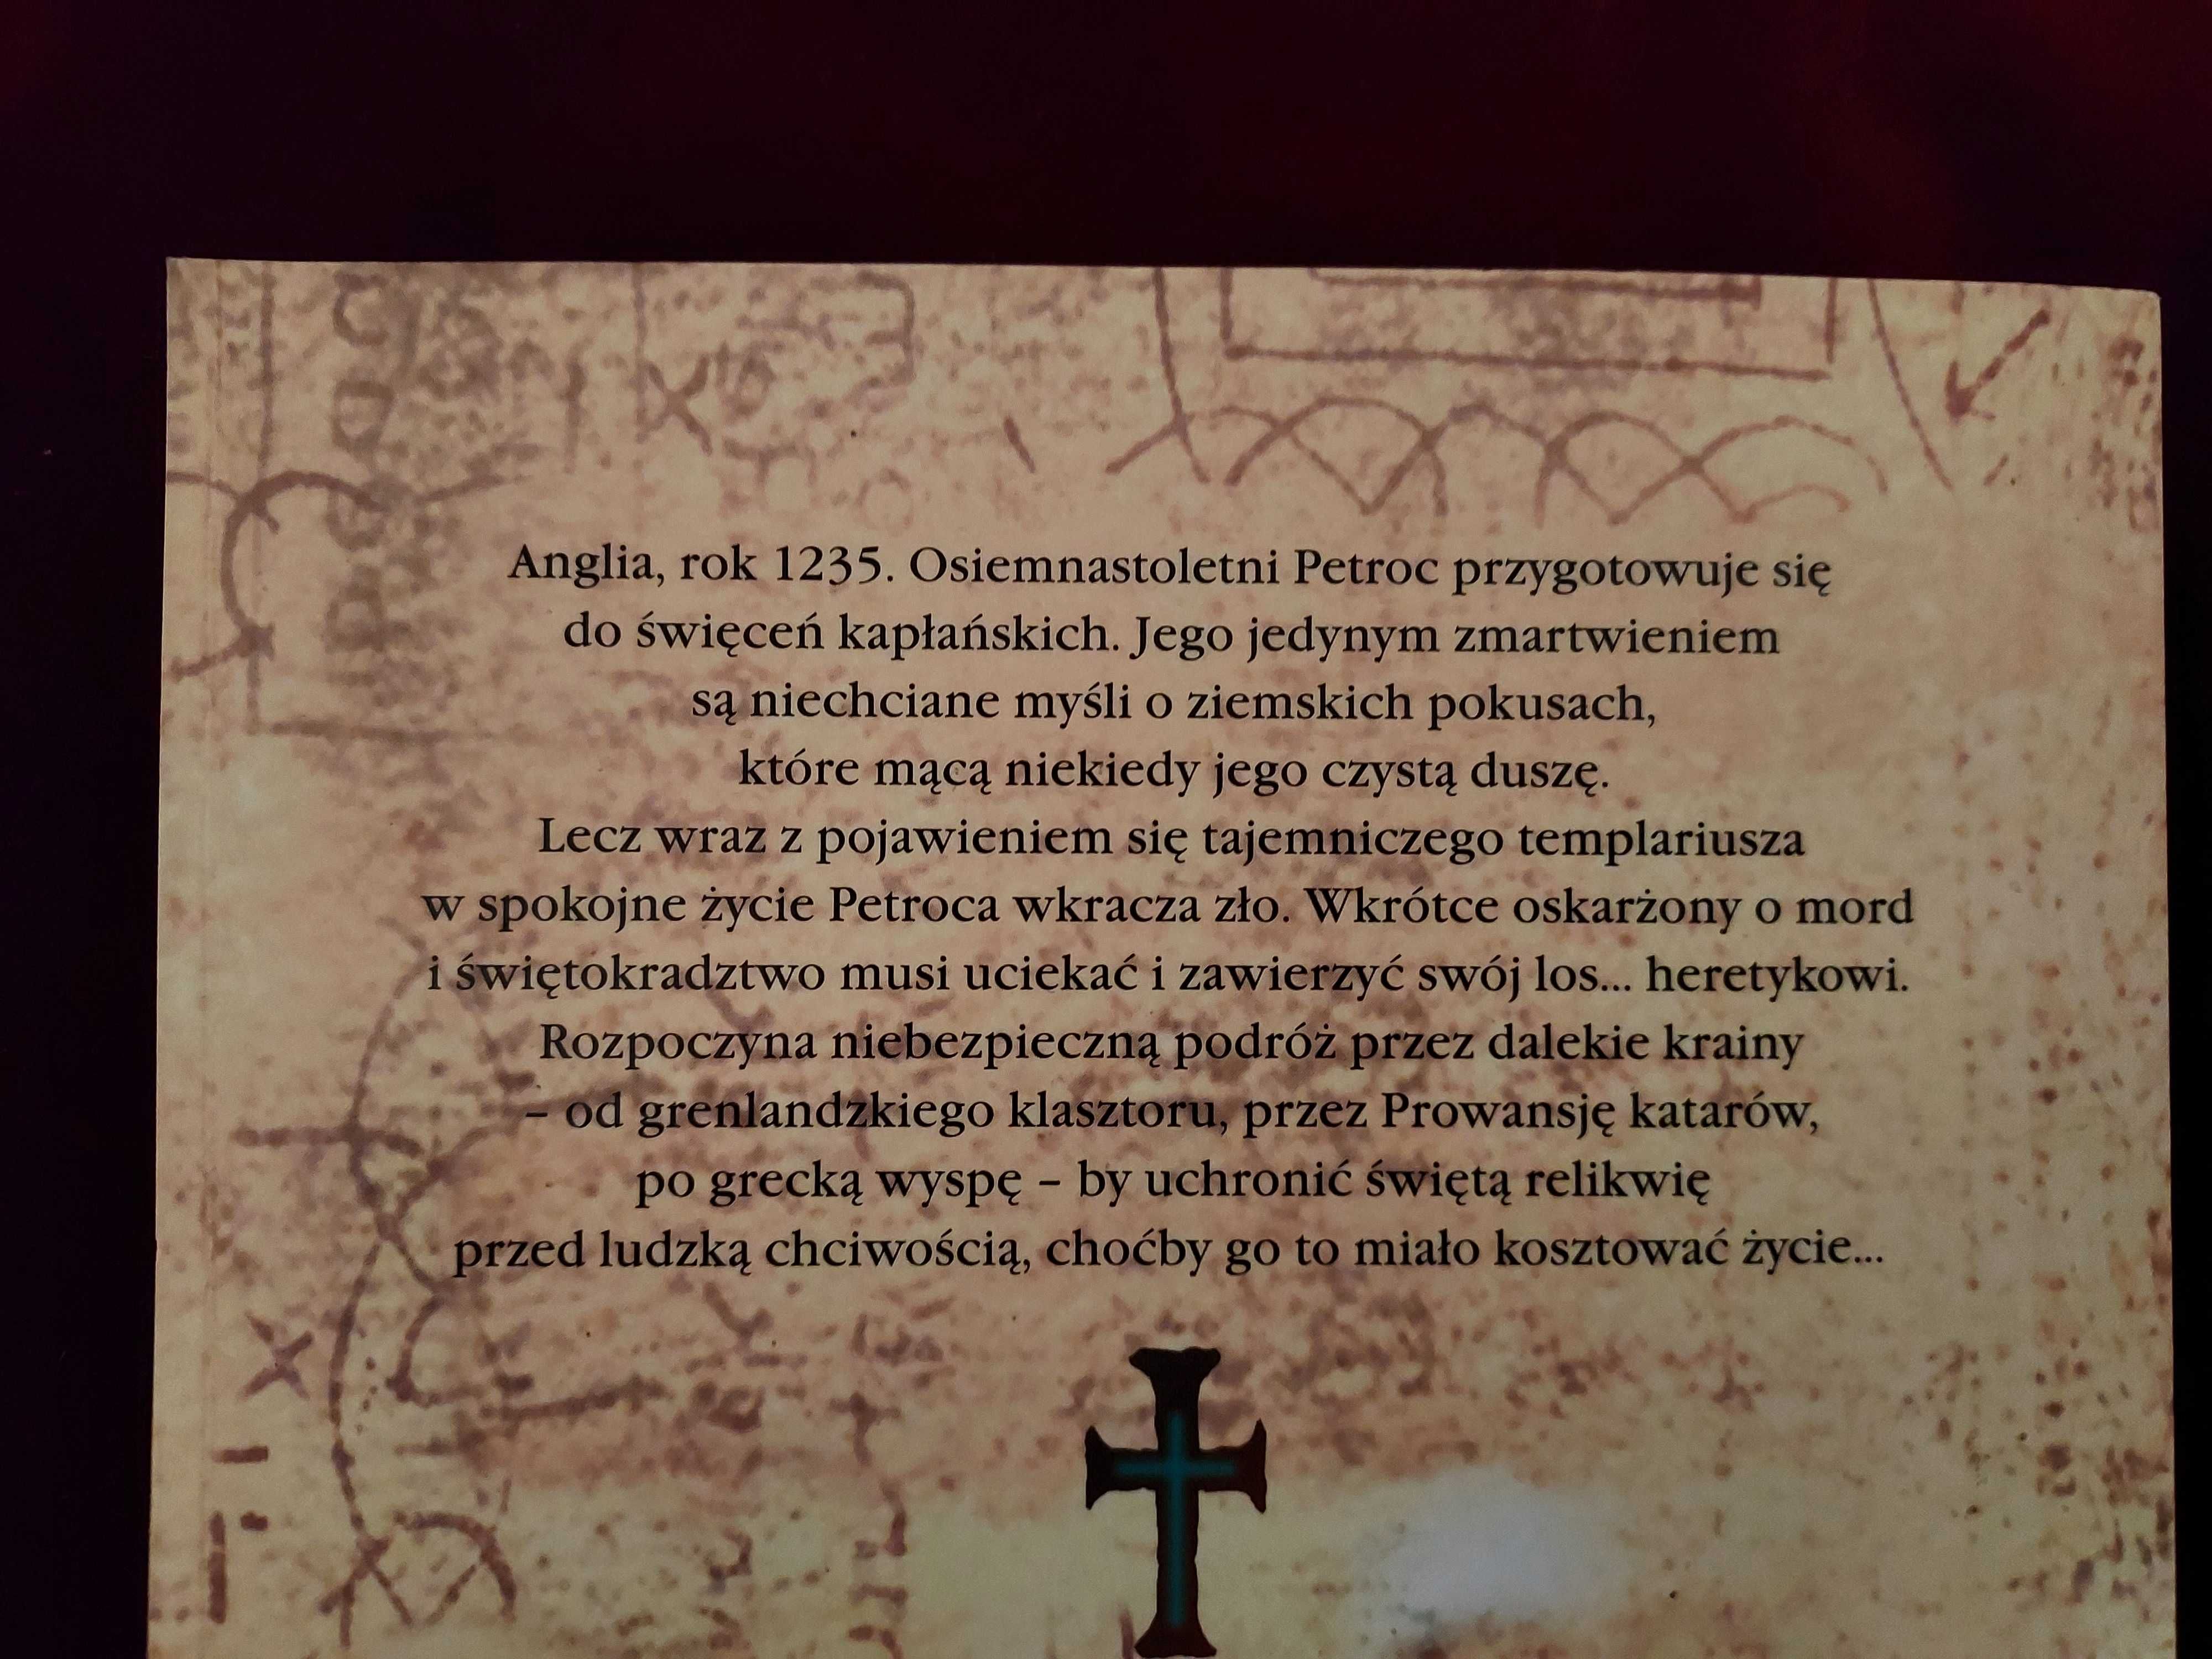 Anglia, rok 1235. Osiemnastoletni Petroc przygotowuje się
do święceń kapłańskich. Jego jedynym zmartwieniem
są niechciane myśli o ziemskich pokusach,
które mącą niekiedy jego czystą duszę.
Lecz wraz z pojawieniem się tajemniczego templariusza
w spokojne życie Petroca wkracza zło. Wkrótce oskarżony o mord
i świętokradztwo musi uciekać i zawierzyć swój los... heretykowi.
Rozpoczyna niebezpieczną podróż przez dalekie krainy
– od grenlandzkiego klasztoru, przez Prowansję katarów,
po grecką wyspę – by uchronić świętą relikwię
przed ludzką chciwością, choćby go to miało kosztować życie...